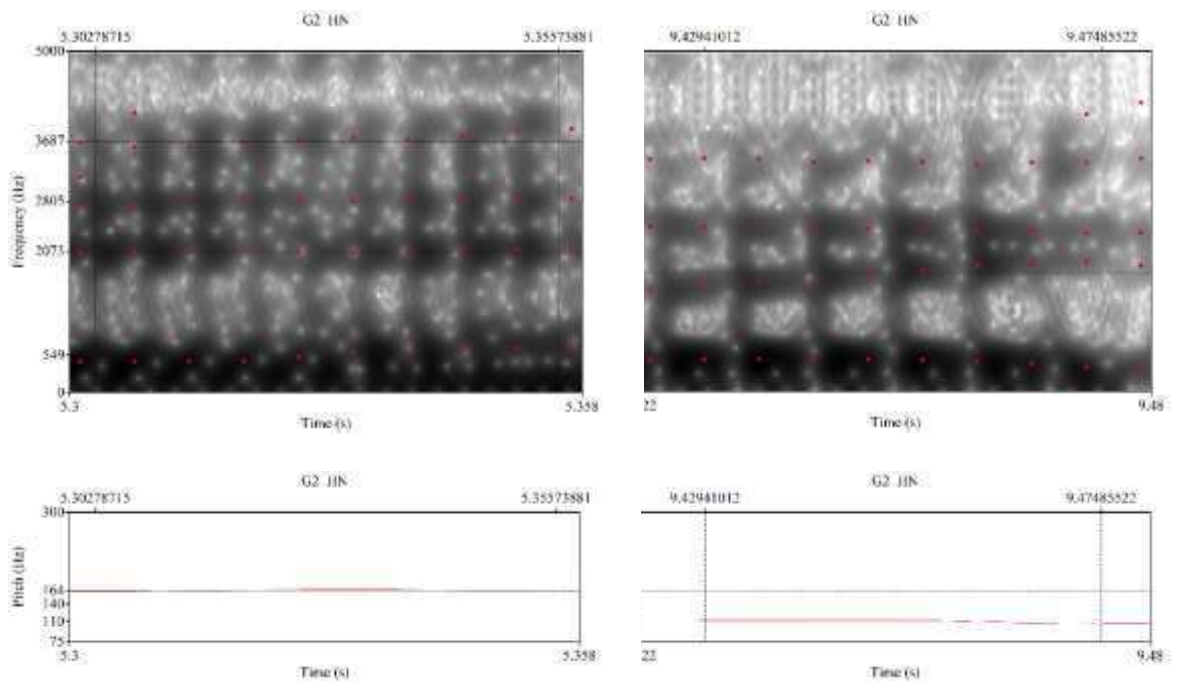 G2 HN
5.30278715 5.35573881
5000
3687
2805
2073
549
0
Frequency (Hz)
5.3 5.358
Time (s)
G2 HN
9.42941012 9.47485522
22 9.48
Time (s)
G2 HN
5.30278715 5.35573881
300
164
140
110
75
Pitch (Hz)
5.3 5.358
Time (s)
G2 HN
9.42941012 9.47485522
22 9.48
Time (s)